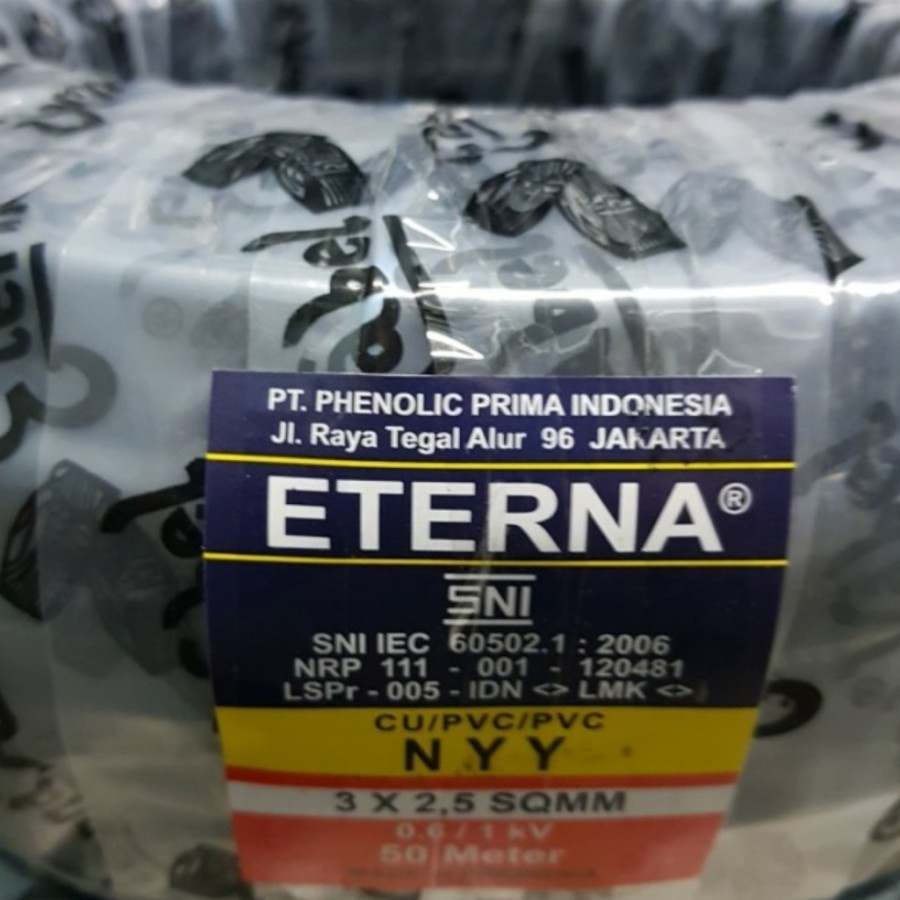 PT. PHENOLIC PRIMA INDONESIA
Jl. Raya Tegal Alur 96 JAKARTA
ETERNA®
SNI
SNI IEC 60502.1 : 2006
NRP 111 - 001 - 120481
LSPr - 005 - IDN <> LMK <>
CU/PVC/PVC
NYY
3 X 2,5 SQMM
0.6 / 1 kV
50 Meter